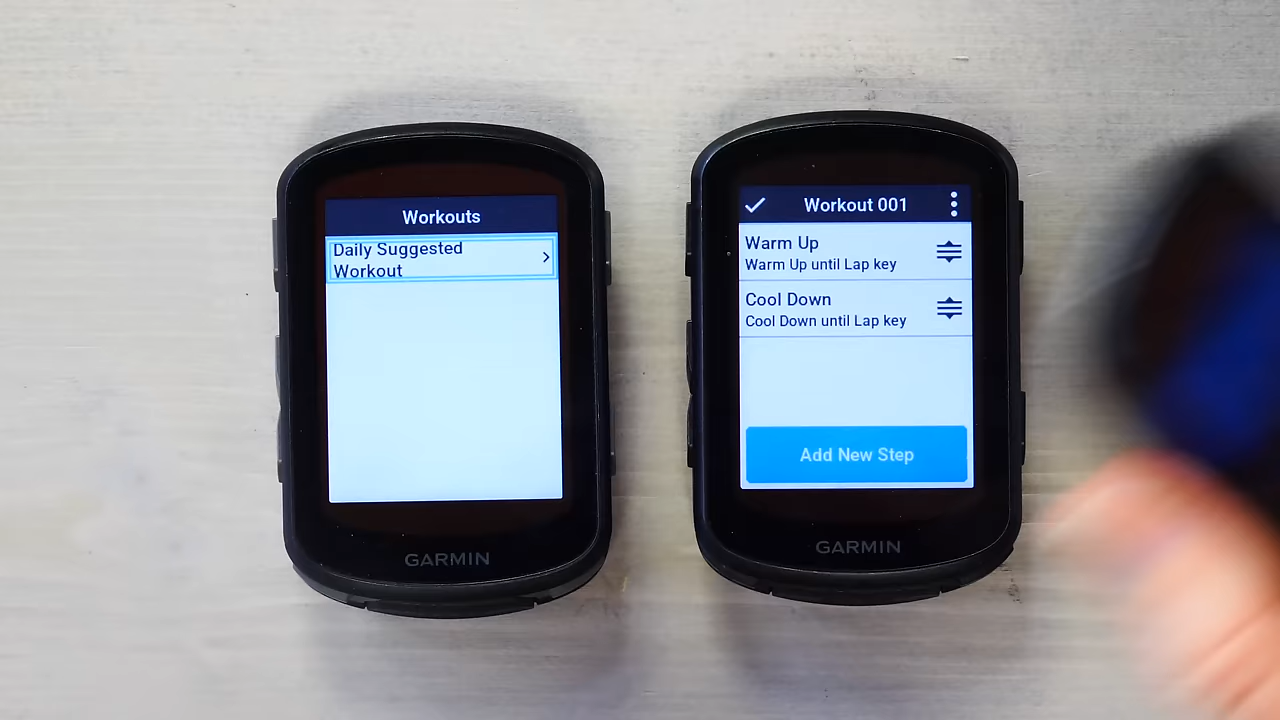 Workouts
Daily Suggested
Workout
GARMIN
Workout 001
Warm Up
Warm Up until Lap key
Cool Down
Cool Down until Lap key
Add New Step
GARMIN